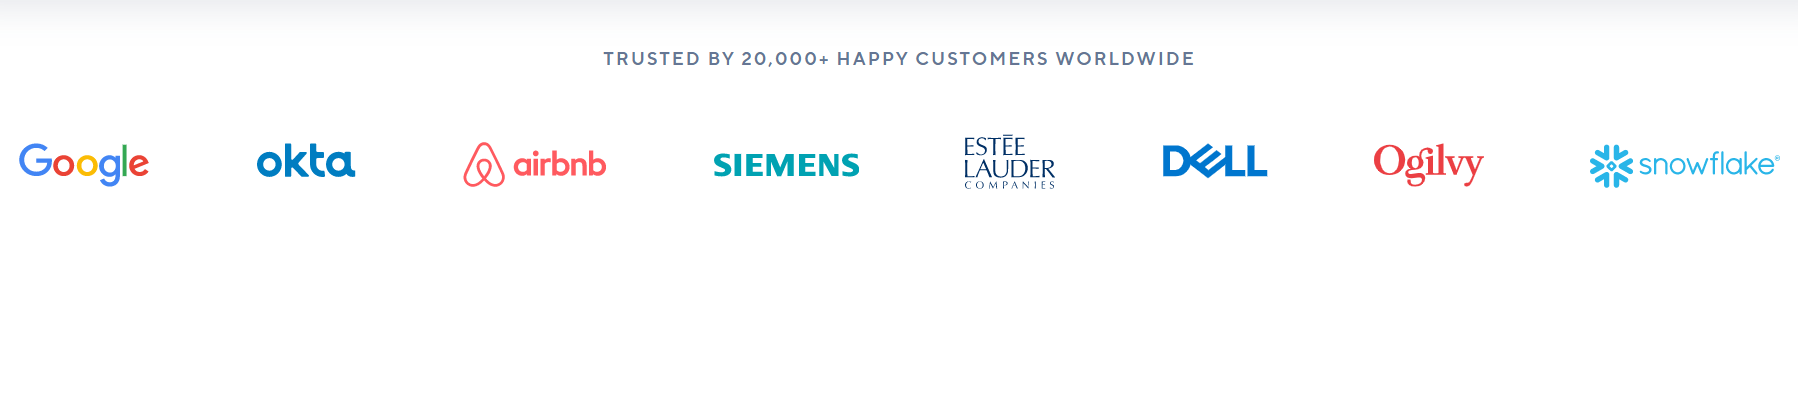 TRUSTED BY 20,000+ HAPPY CUSTOMERS WORLDWIDE
Google
okta
airbnb
SIEMENS
ESTĒE
LAUDER
COMPANIES
DELL
Ogilvy
snowflake®